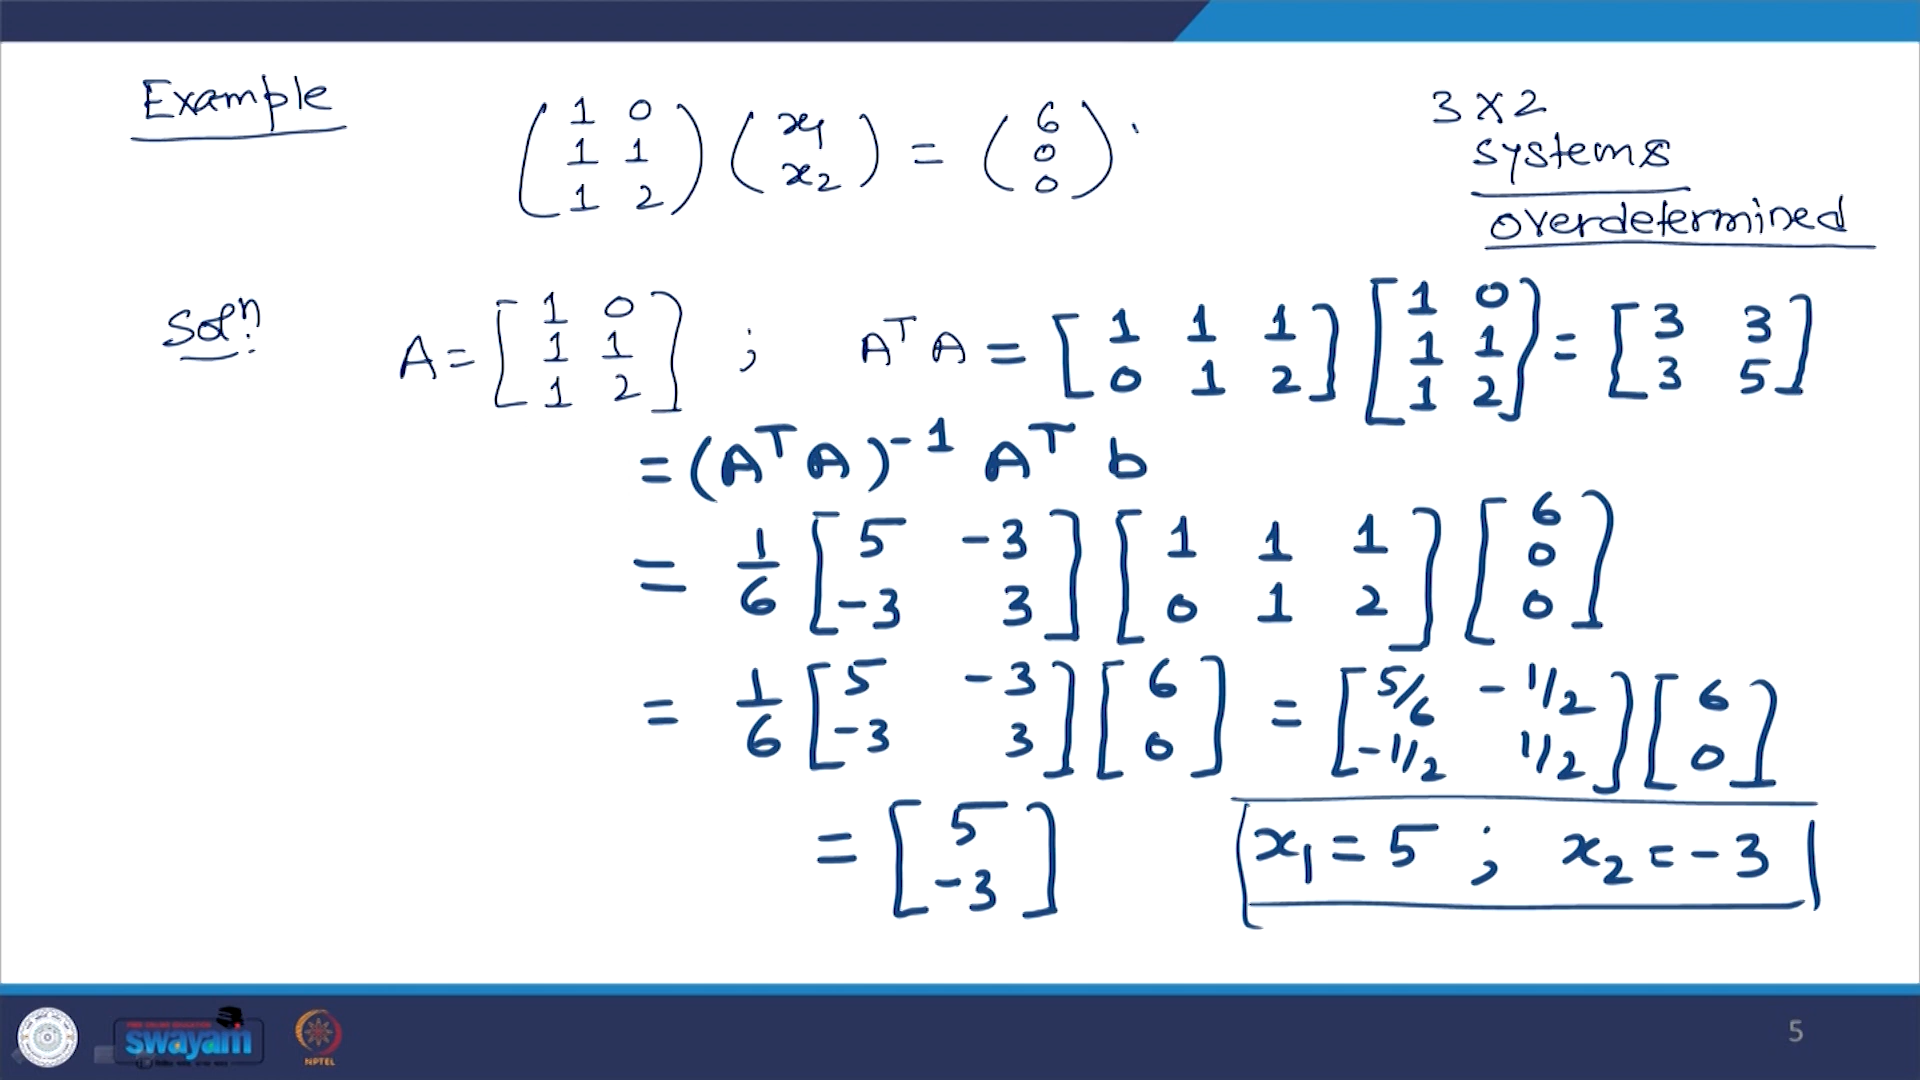 Example
(1 0; 1 1; 1 2) (x1; x2) = (6; 0; 0).
3 X 2
systems
overdetermined
Solⁿ:
A = [1 0; 1 1; 1 2] ; AᵀA = [1 1 1; 0 1 2] [1 0; 1 1; 1 2] = [3 3; 3 5]
= (AᵀA)⁻¹ Aᵀ b
= 1/6 [5 -3; -3 3] [1 1 1; 0 1 2] [6; 0; 0]
= 1/6 [5 -3; -3 3] [6; 0] = [5/6 -1/2; -1/2 1/2] [6; 0]
= [5; -3]
x1 = 5 ; x2 = -3
swayam
NPTEL
5